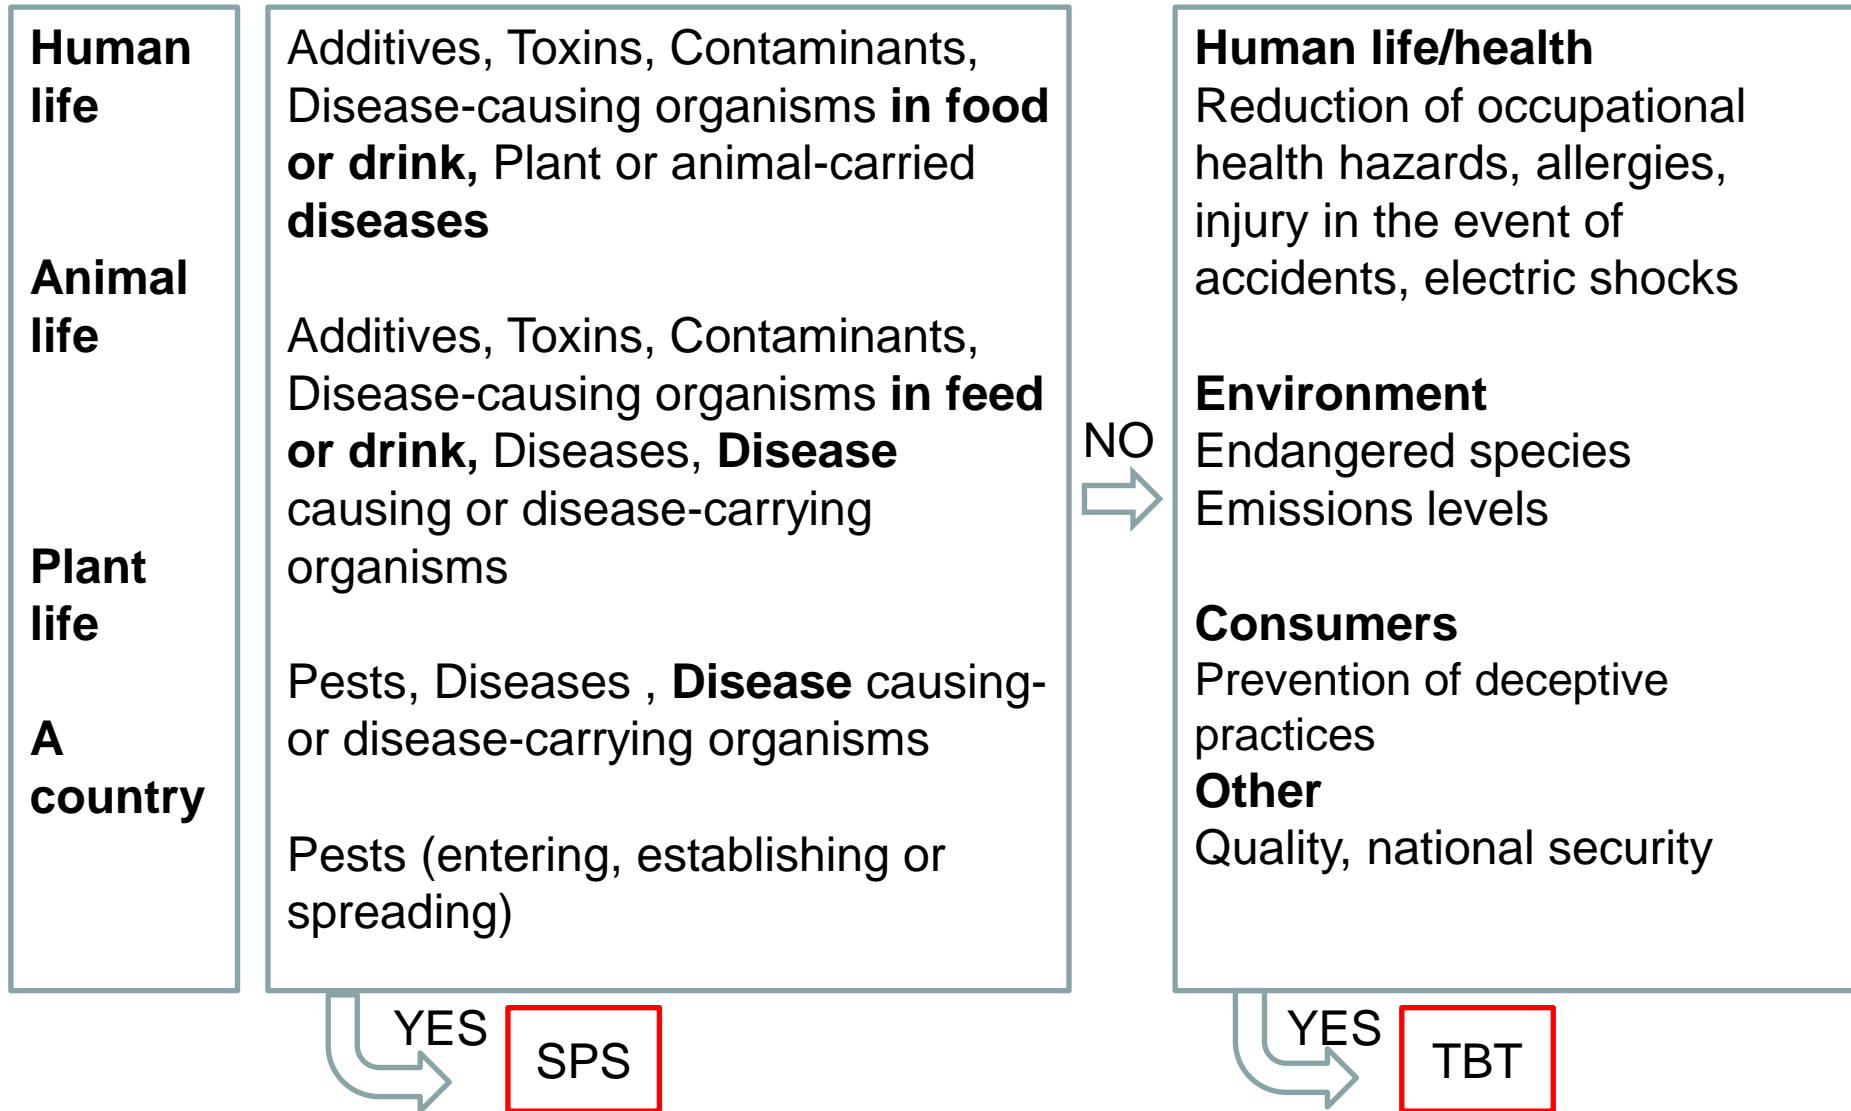 Human
life
Animal
life
Plant
life
A
country
Additives, Toxins, Contaminants,
Disease-causing organisms in food
or drink, Plant or animal-carried
diseases
Additives, Toxins, Contaminants,
Disease-causing organisms in feed
or drink, Diseases, Disease
causing or disease-carrying
organisms
Pests, Diseases , Disease causing-
or disease-carrying organisms
Pests (entering, establishing or
spreading)
YES
SPS
NO
Human life/health
Reduction of occupational
health hazards, allergies,
injury in the event of
accidents, electric shocks
Environment
Endangered species
Emissions levels
Consumers
Prevention of deceptive
practices
Other
Quality, national security
YES
TBT